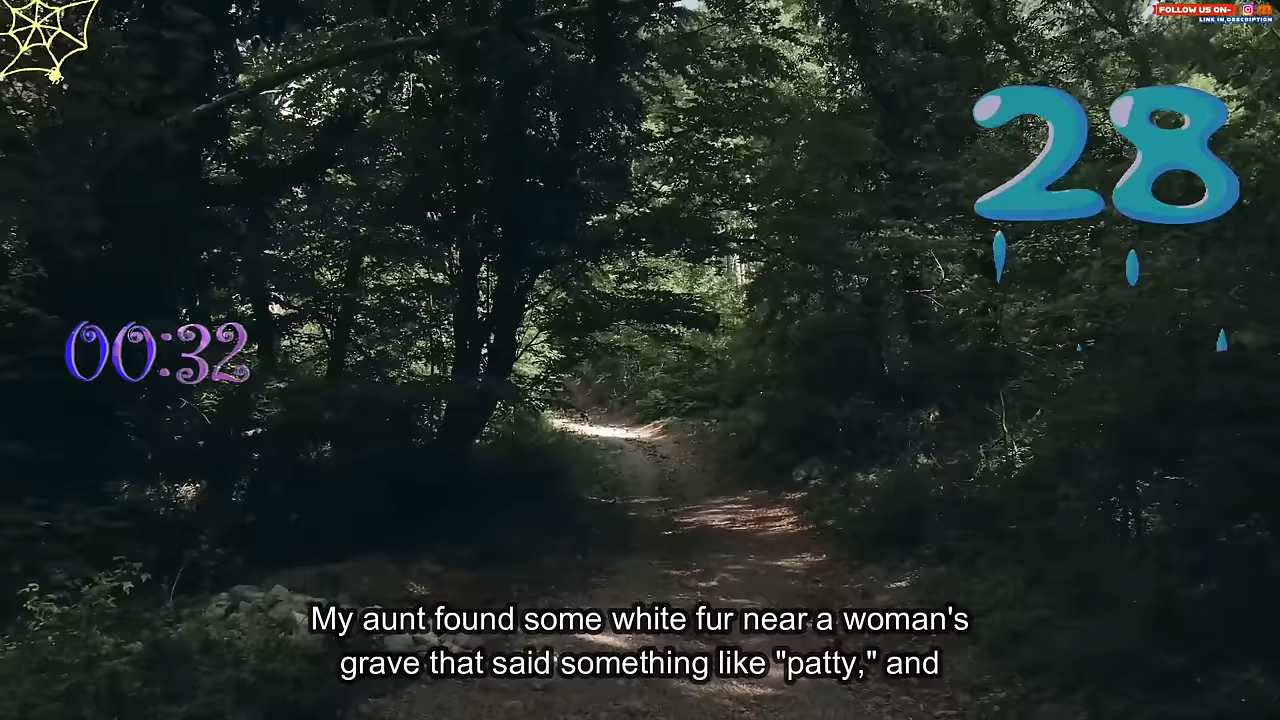 FOLLOW US ON-
LINK IN DESCRIPTION
28
00:32
My aunt found some white fur near a woman's
grave that said something like "patty," and